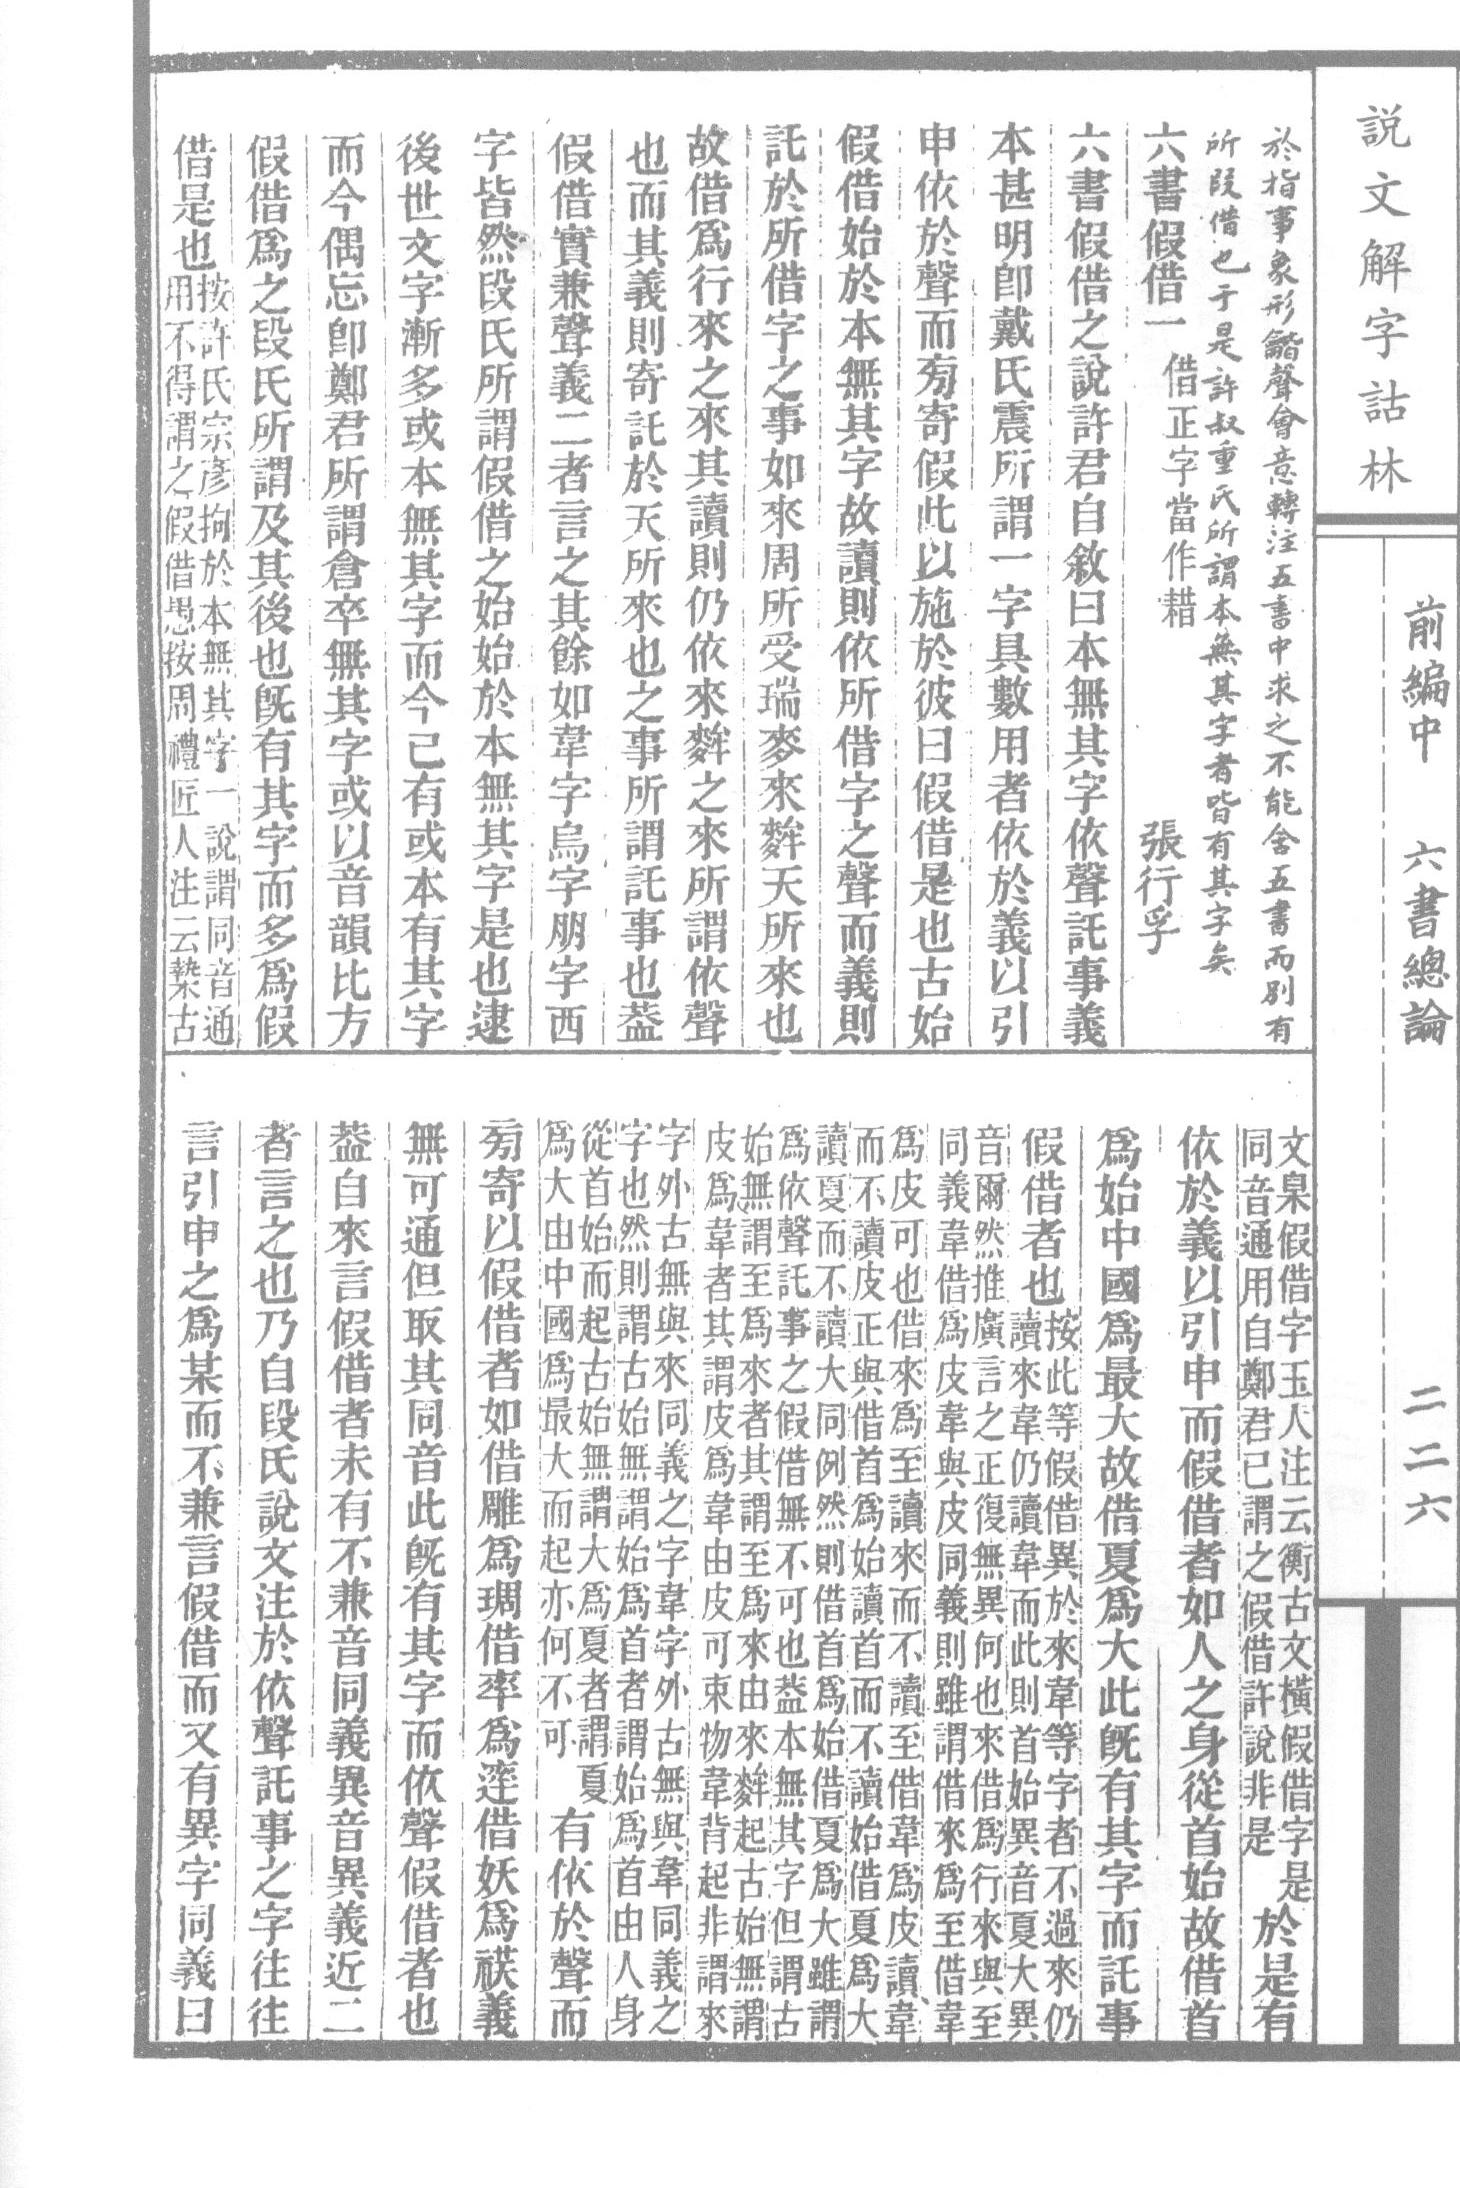 説文解字詁林
前編中　六書總論
二二六
於指事象形龤聲會意轉注五書中求之不能舍五書而別有
所叚借也于是許叔重氏所謂本無其字者皆有其字矣
六書假借一　借正字當作耤　張行孚
六書假借之說許君自敘曰本無其字依聲託事義
本甚明卽戴氏震所謂一字具數用者依於義以引
申依於聲而㫄寄假此以施於彼曰假借是也古始
假借始於本無其字故讀則依所借字之聲而義則
託於所借字之事如來周所受瑞麥來麰天所來也
故借爲行來之來其讀則仍依來麰之來所謂依聲
也而其義則寄託於天所來也之事所謂託事也葢
假借實兼聲義二者言之其餘如韋字烏字朋字西
字皆然段氏所謂假借之始始於本無其字是也逮
後世文字漸多或本無其字而今已有或本有其字
而今偶忘卽鄭君所謂倉卒無其字或以音韻比方
假借爲之段氏所謂及其後也旣有其字而多爲假
借是也
按許氏宗彥拘於本無其字一說謂同音通
用不得謂之假借愚按周禮匠人注云槷古
文臬假借字玉人注云衡古文橫假借字是
同音通用自鄭君已謂之假借許說非是
於是有
依於義以引申而假借者如人之身從首始故借首
爲始中國爲最大故借夏爲大此旣有其字而託事
假借者也
按此等假借異於來韋等字者不過來仍
讀來韋仍讀韋而此則首始異音夏大異
音爾然推廣言之正復無異何也來借爲行來與至
同義韋借爲皮韋與皮同義則雖謂借來爲至借韋
爲皮可也借來爲至讀來而不讀至借韋爲皮讀韋
而不讀皮正與借首爲始讀首而不讀始借夏爲大
讀夏而不讀大同例然則借首爲始借夏爲大雖謂
爲依聲託事之假借無不可也葢本無其字但謂古
始無謂至爲來者其謂至爲來由來麰起古始無謂
皮爲韋者其謂皮爲韋由皮可束物韋背起非謂來
字外古無與來同義之字韋字外古無與韋同義之
字也然則謂古始無謂始爲首者謂始爲首由人身
從首始而起古始無謂大爲夏者謂夏
爲大由中國爲最大而起亦何不可
有依於聲而
㫄寄以假借者如借雕爲琱借率爲䢦借妖爲祅義
無可通但取其同音此旣有其字而依聲假借者也
葢自來言假借者未有不兼音同義異音異義近二
者言之也乃自段氏說文注於依聲託事之字往往
言引申之爲某而不兼言假借而又有異字同義曰